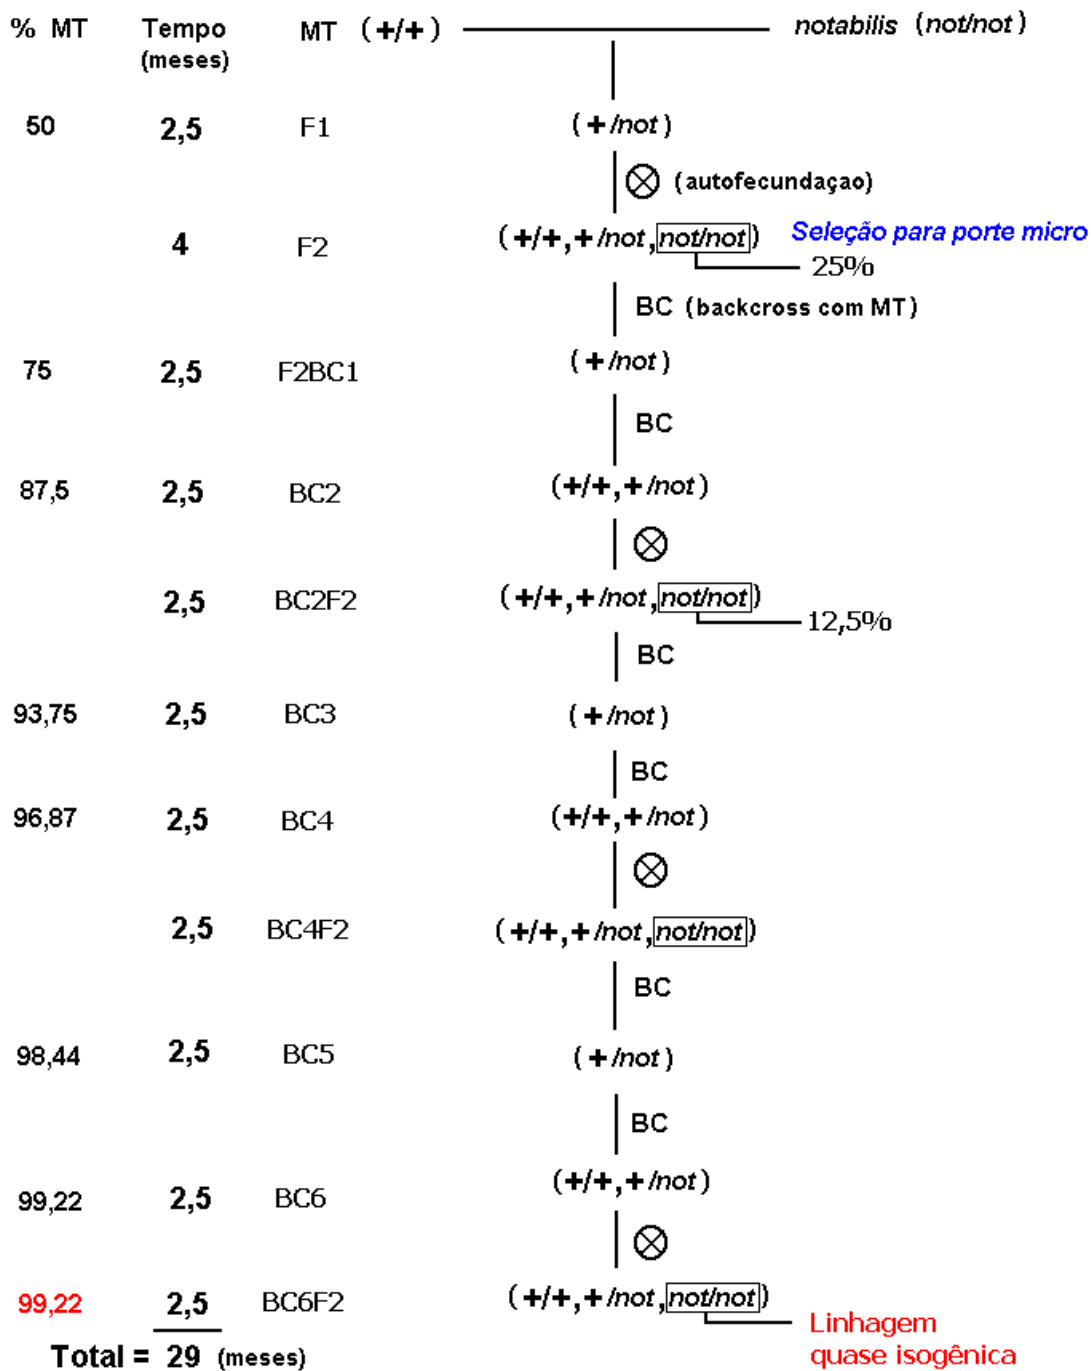 % MT Tempo (meses) MT (+/+) notabilis (not/not)
50 2,5 F1 (+/not)
(autofecundaçao)
4 F2 (+/+,+/not,not/not) Seleção para porte micro
25%
BC (backcross com MT)
75 2,5 F2BC1 (+/not)
BC
87,5 2,5 BC2 (+/+,+/not)
2,5 BC2F2 (+/+,+/not,not/not)
12,5%
BC
93,75 2,5 BC3 (+/not)
BC
96,87 2,5 BC4 (+/+,+/not)
2,5 BC4F2 (+/+,+/not,not/not)
BC
98,44 2,5 BC5 (+/not)
BC
99,22 2,5 BC6 (+/+,+/not)
99,22 2,5 BC6F2 (+/+,+/not,not/not)
Linhagem
quase isogênica
Total = 29 (meses)